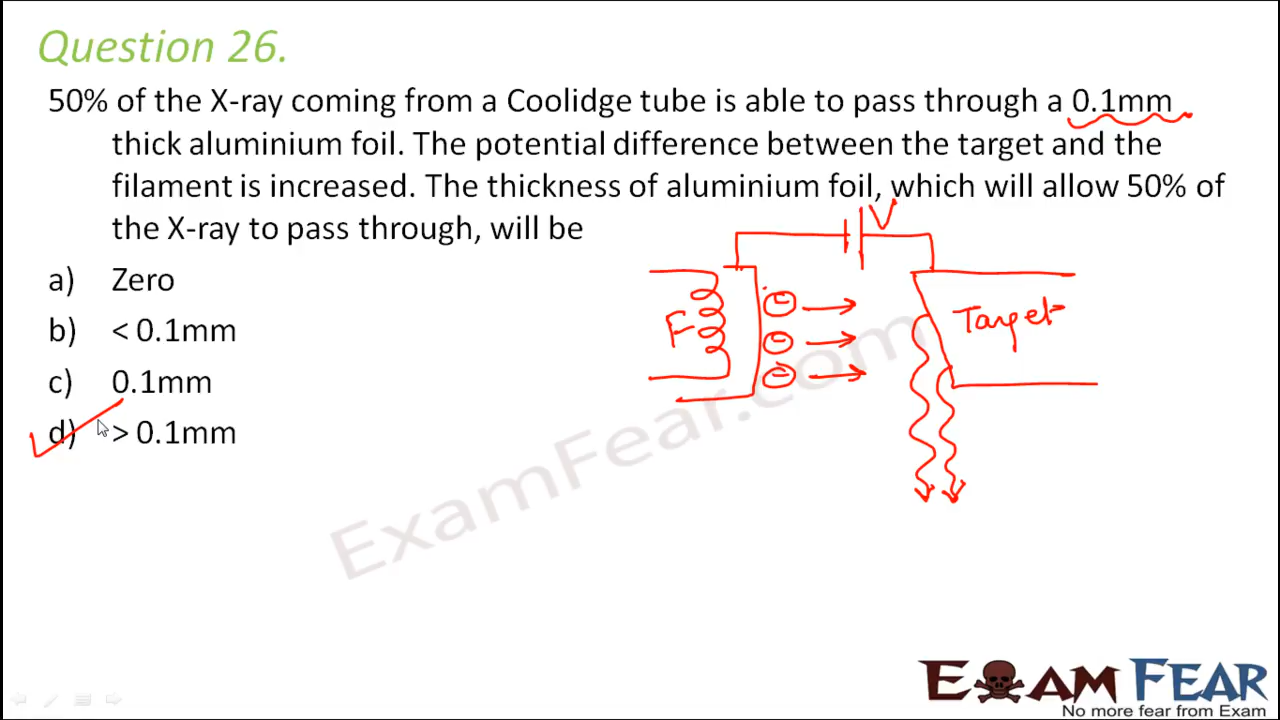 Question 26.
50% of the X-ray coming from a Coolidge tube is able to pass through a 0.1mm
thick aluminium foil. The potential difference between the target and the
filament is increased. The thickness of aluminium foil, which will allow 50% of
the X-ray to pass through, will be
a) Zero
b) < 0.1mm
c) 0.1mm
d) > 0.1mm
V
F
Target
ExamFear.com
EXAM FEAR
No more fear from Exam